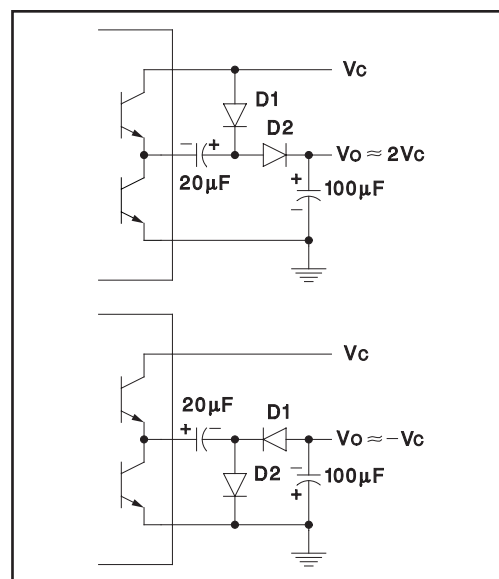 Vc
D1
D2
− +
Vo ≈ 2Vc
20µF
+
100µF
−
Vc
20µF
D1
+ −
Vo ≈ −Vc
−
D2
100µF
+